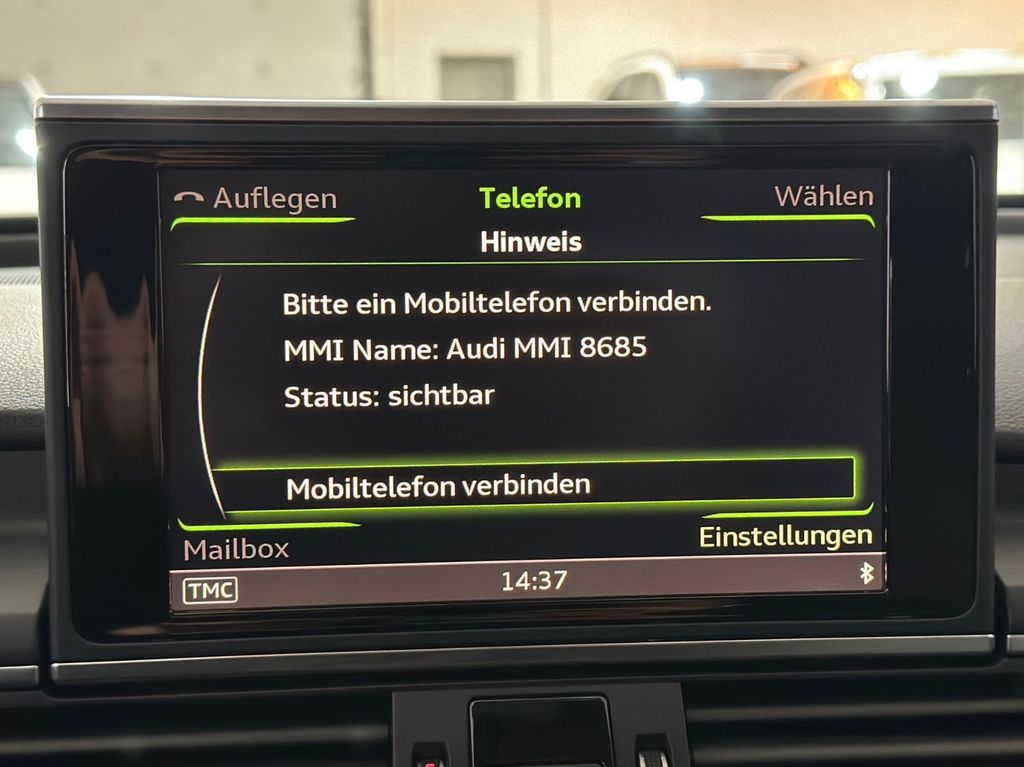 Auflegen
Telefon
Wählen
Hinweis
Bitte ein Mobiltelefon verbinden.
MMI Name: Audi MMI 8685
Status: sichtbar
Mobiltelefon verbinden
Mailbox
Einstellungen
TMC
14:37